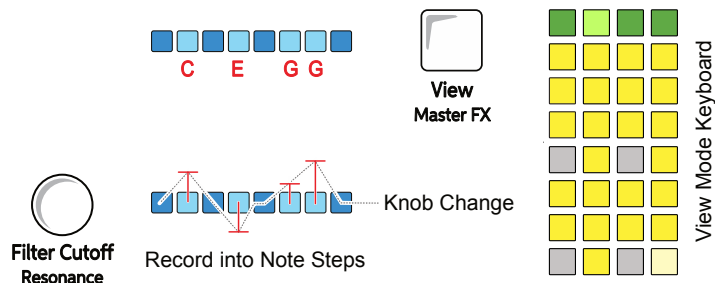 C E G G
View
Master FX
View Mode Keyboard
Knob Change
Filter Cutoff
Resonance
Record into Note Steps